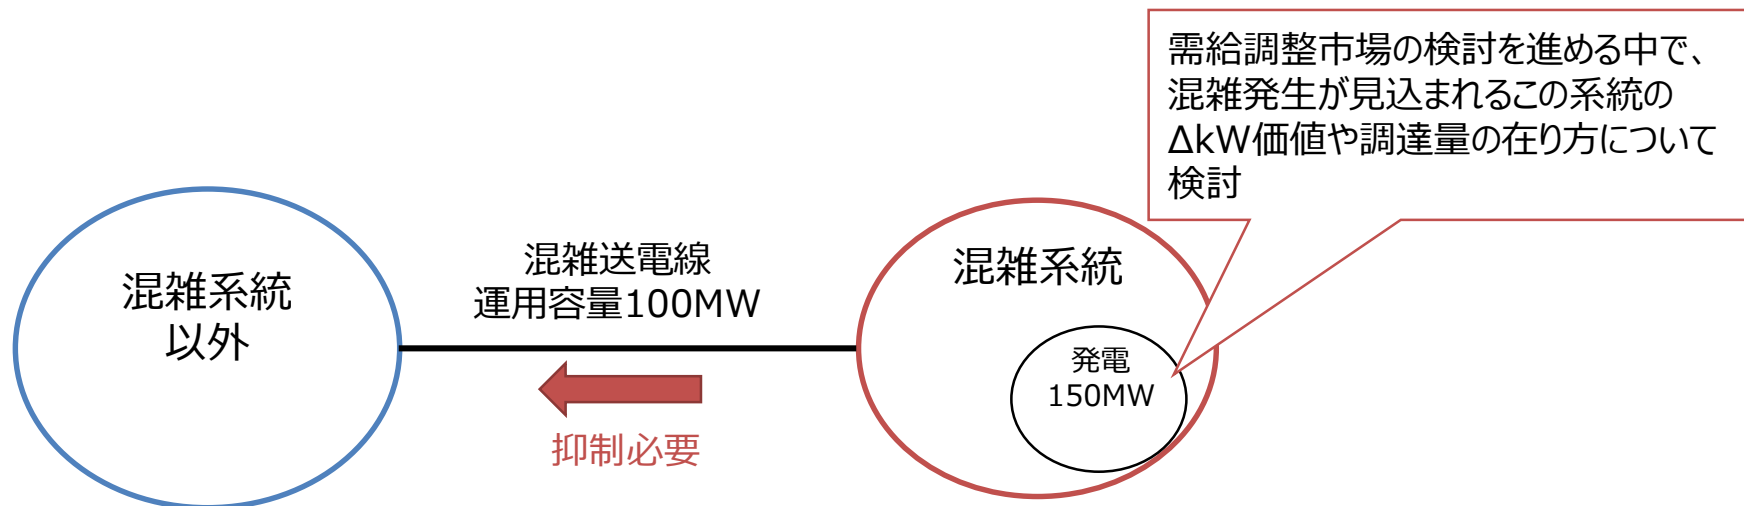 需給調整市場の検討を進める中で、
混雑発生が見込まれるこの系統の
ΔkW価値や調達量の在り方について
検討
混雑系統
以外
混雑送電線
運用容量100MW
抑制必要
混雑系統
発電
150MW